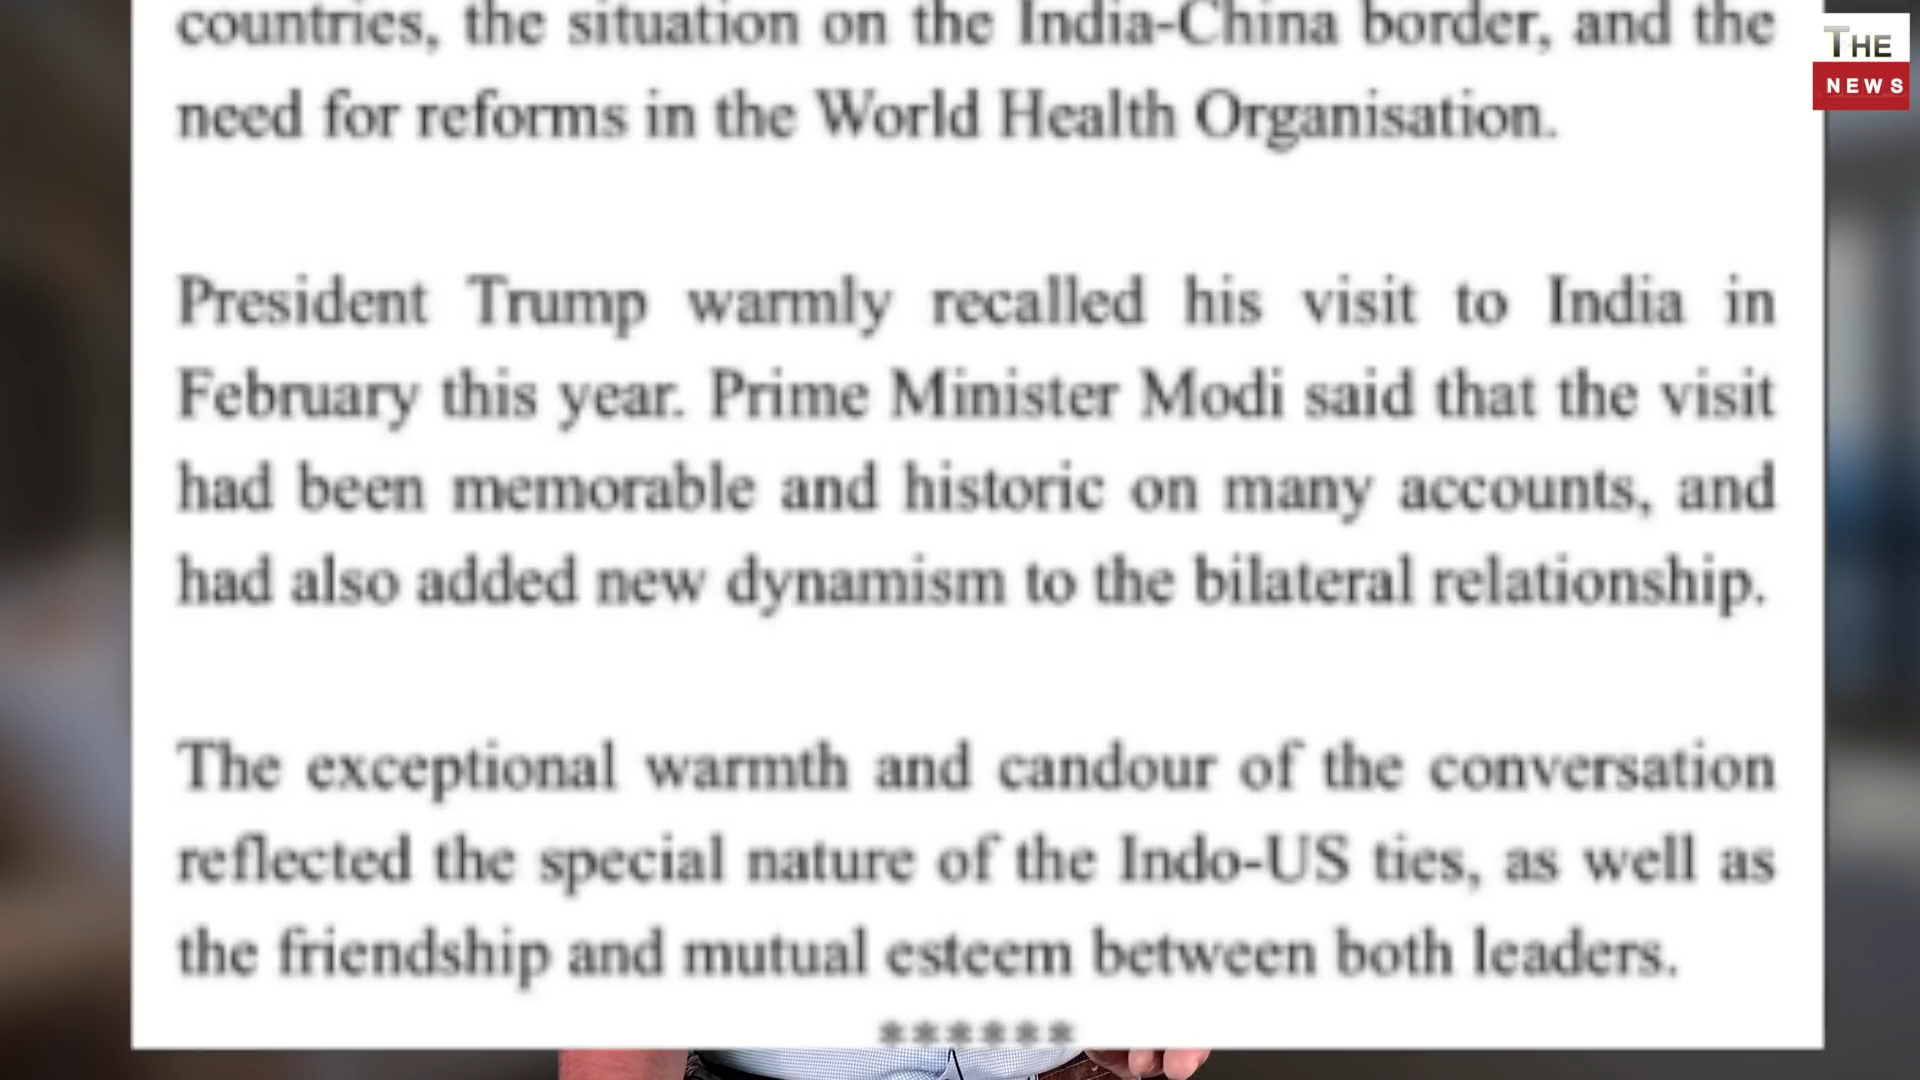 countries, the situation on the India-China border, and the
need for reforms in the World Health Organisation.
President Trump warmly recalled his visit to India in
February this year. Prime Minister Modi said that the visit
had been memorable and historic on many accounts, and
had also added new dynamism to the bilateral relationship.
The exceptional warmth and candour of the conversation
reflected the special nature of the Indo-US ties, as well as
the friendship and mutual esteem between both leaders.
******
THE
NEWS